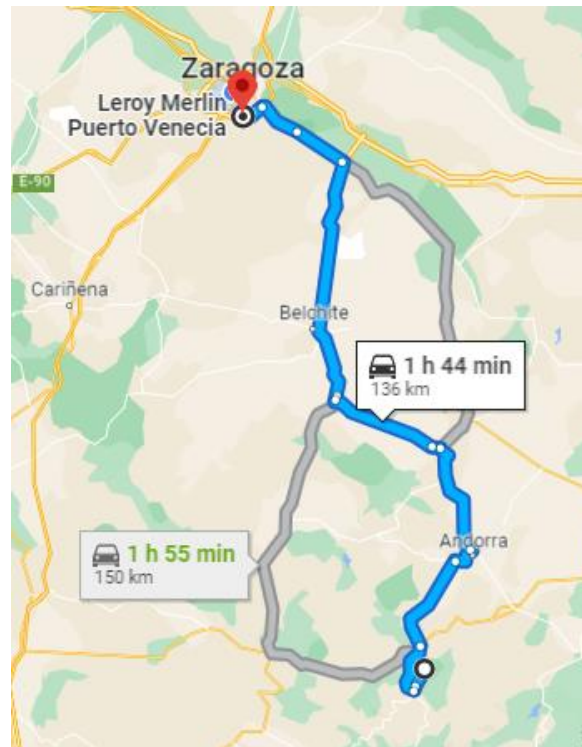 Zaragoza
Leroy Merlin
Puerto Venecia
E-90
Cariñena
Belchite
1 h 44 min
136 km
Andorra
1 h 55 min
150 km